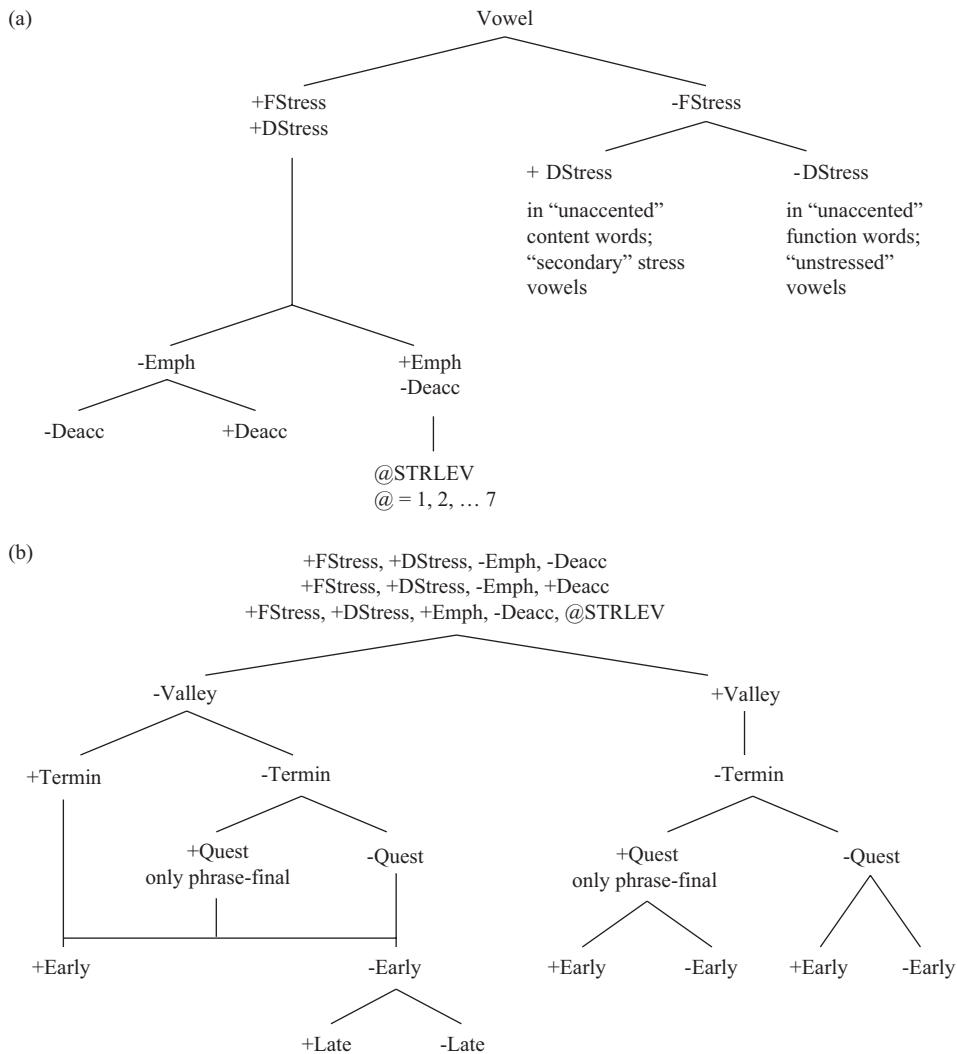 (a)
Vowel
+FStress
+DStress
-FStress
+ DStress
in “unaccented”
content words;
“secondary” stress
vowels
-DStress
in “unaccented”
function words;
“unstressed”
vowels
-Emph
+Emph
-Deacc
-Deacc
+Deacc
@STRLEV
@ = 1, 2, … 7
(b)
+FStress, +DStress, -Emph, -Deacc
+FStress, +DStress, -Emph, +Deacc
+FStress, +DStress, +Emph, -Deacc, @STRLEV
-Valley
+Valley
+Termin
-Termin
-Termin
+Quest
only phrase-final
-Quest
+Quest
only phrase-final
-Quest
+Early
-Early
+Early
-Early
+Early
-Early
+Late
-Late